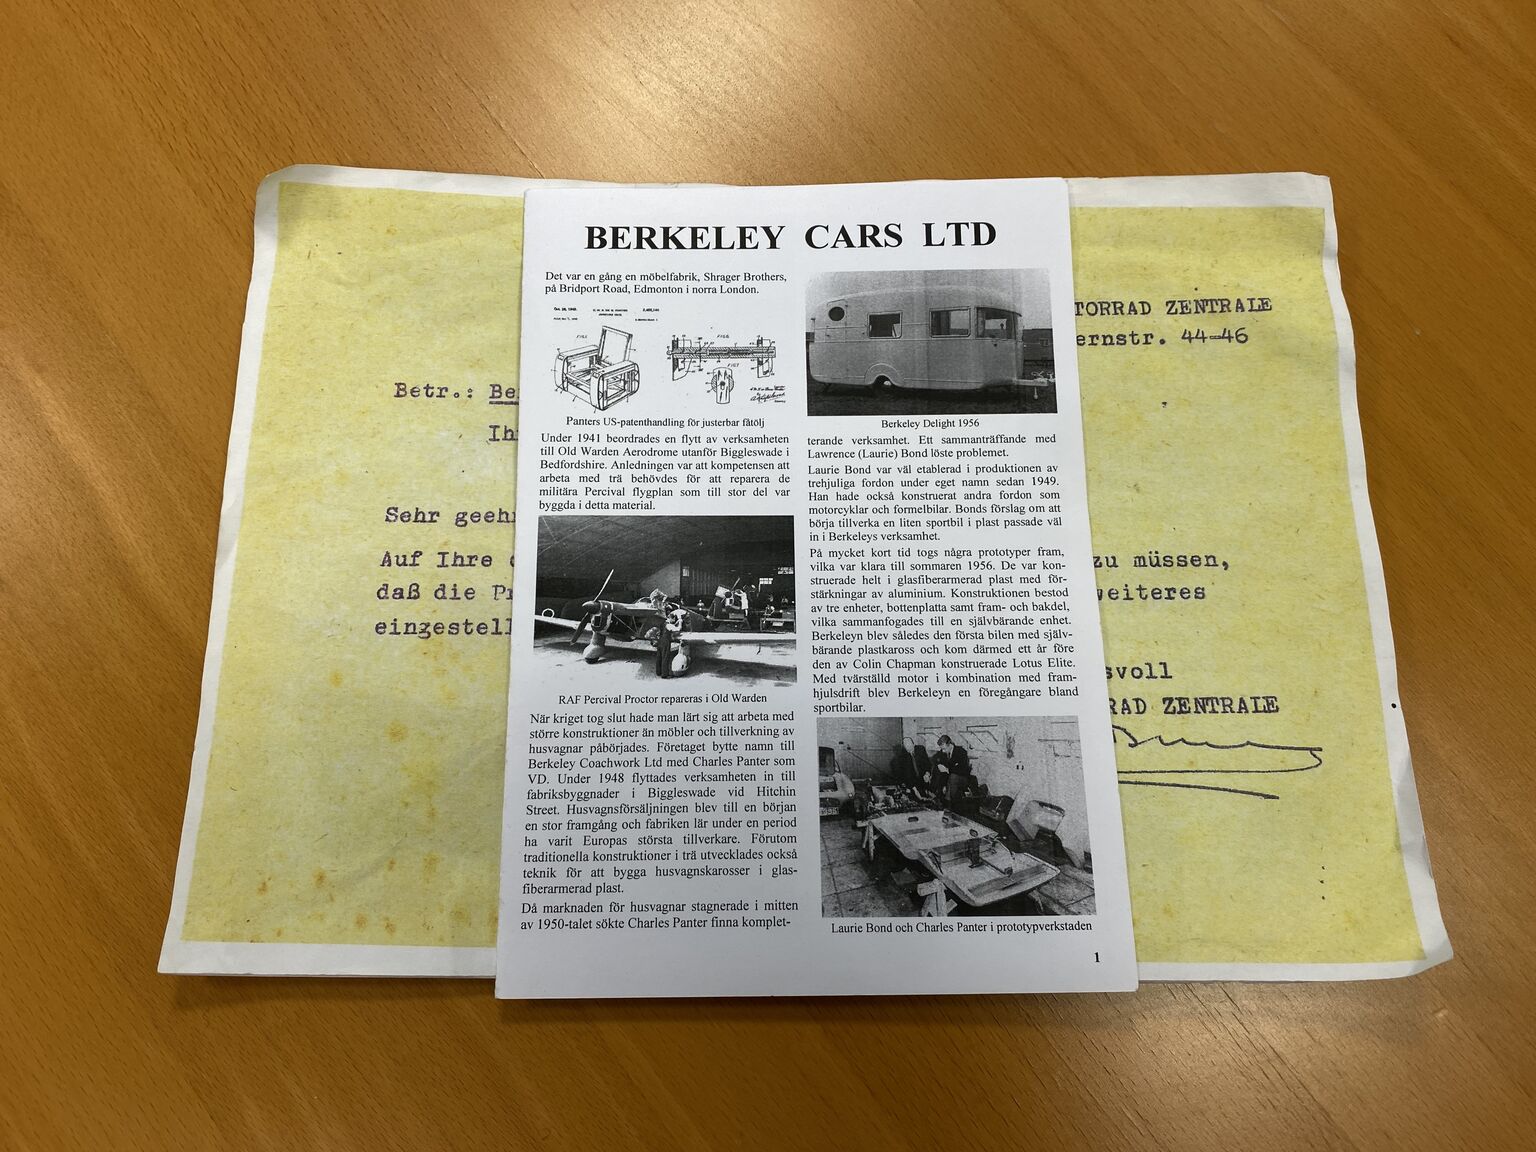 BERKELEY CARS LTD
Det var en gång en möbelfabrik, Shrager Brothers,
på Bridport Road, Edmonton i norra London.
Panters US-patenthandling för justerbar fåtölj
Under 1941 beordrades en flytt av verksamheten
till Old Warden Aerodrome utanför Biggleswade i
Bedfordshire. Anledningen var att kompetensen att
arbeta med trä behövdes för att reparera de
militära Percival flygplan som till stor del var
byggda i detta material.
RAF Percival Proctor repareras i Old Warden
När kriget tog slut hade man lärt sig att arbeta med
större konstruktioner än möbler och tillverkning av
husvagnar påbörjades. Företaget bytte namn till
Berkeley Coachwork Ltd med Charles Panter som
VD. Under 1948 flyttades verksamheten in till
fabriksbyggnader i Biggleswade vid Hitchin
Street. Husvagnsförsäljningen blev till en början
en stor framgång och fabriken lär under en period
ha varit Europas största tillverkare. Förutom
traditionella konstruktioner i trä utvecklades också
teknik för att bygga husvagnskarosser i glas-
fiberarmerad plast.
Då marknaden för husvagnar stagnerade i mitten
av 1950-talet sökte Charles Panter finna komplet-
Berkeley Delight 1956
terande verksamhet. Ett sammanträffande med
Lawrence (Laurie) Bond löste problemet.
Laurie Bond var väl etablerad i produktionen av
trehjuliga fordon under eget namn sedan 1949.
Han hade också konstruerat andra fordon som
motorcyklar och formelbilar. Bonds förslag om att
börja tillverka en liten sportbil i plast passade väl
in i Berkeleys verksamhet.
På mycket kort tid togs några prototyper fram,
vilka var klara till sommaren 1956. De var kon-
struerade helt i glasfiberarmerad plast med för-
stärkningar av aluminium. Konstruktionen bestod
av tre enheter, bottenplatta samt fram- och bakdel,
vilka sammanfogades till en självbärande enhet.
Berkeleyn blev således den första bilen med själv-
bärande plastkaross och kom därmed ett år före
den av Colin Chapman konstruerade Lotus Elite.
Med tvärställd motor i kombination med fram-
hjulsdrift blev Berkeleyn en föregångare bland
sportbilar.
Laurie Bond och Charles Panter i prototypverkstaden
1
TORRAD ZENTRALE
ernstr. 44-46
Betr.: Be
Ih
Sehr geeh
Auf Ihre
zu müssen,
daß die P
weiteres
eingestell
svoll
RAD ZENTRALE